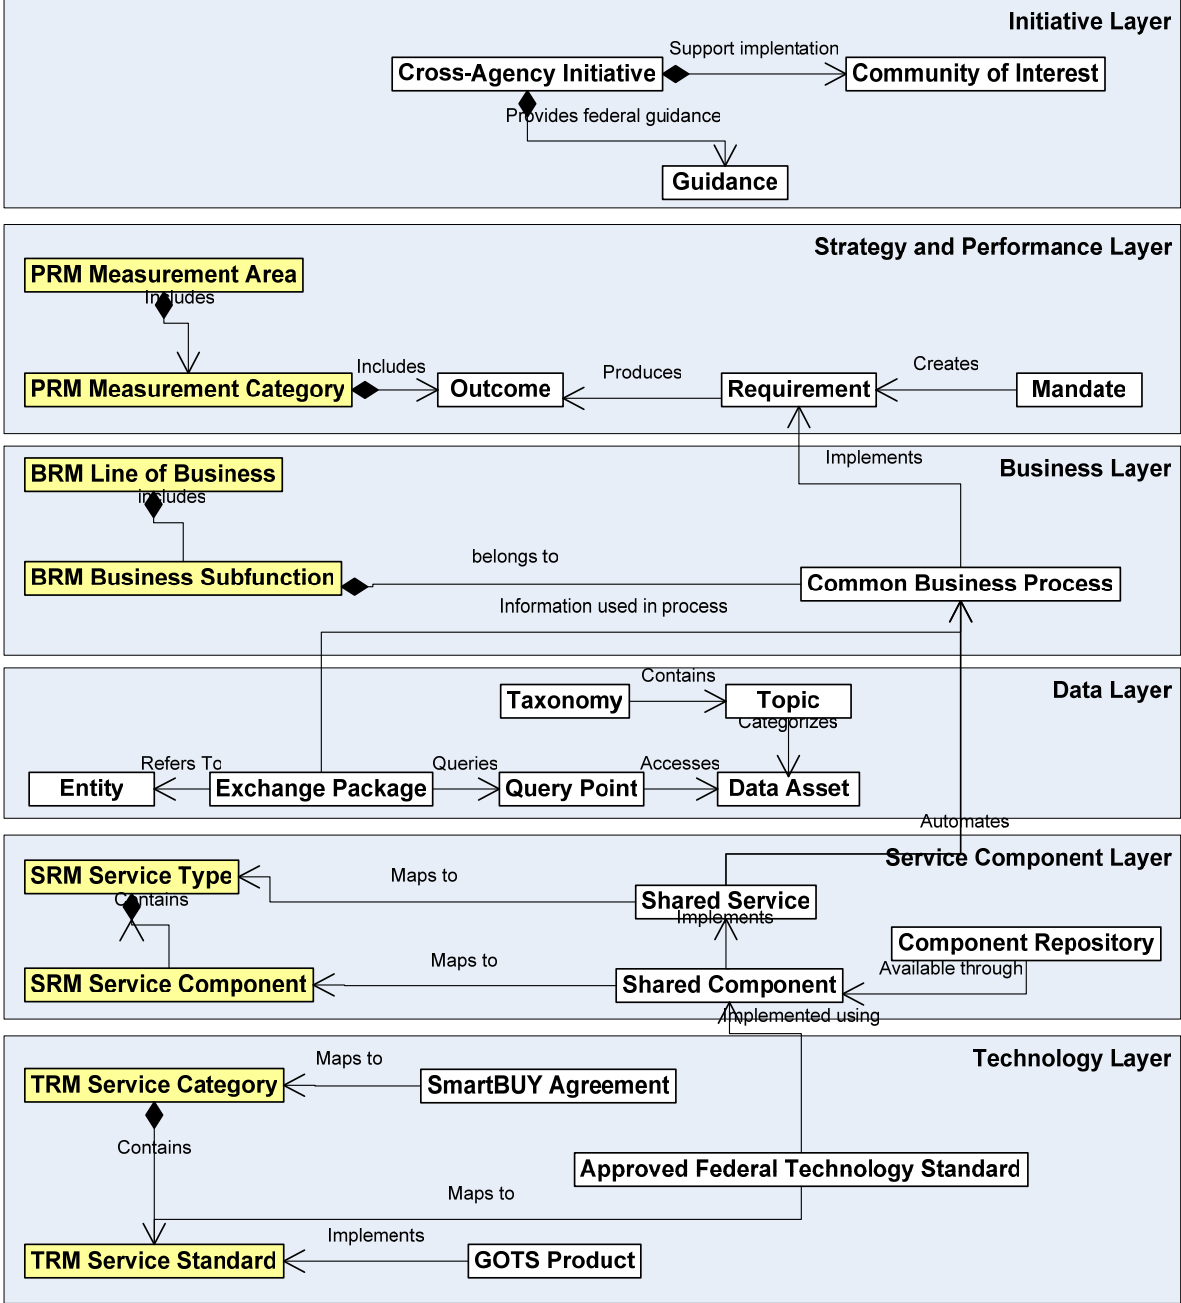 Initiative Layer
Support implentation
Cross-Agency Initiative
Community of Interest
Provides federal guidance
Guidance
Strategy and Performance Layer
PRM Measurement Area
Includes
PRM Measurement Category
Includes
Outcome
Produces
Requirement
Creates
Mandate
Business Layer
BRM Line of Business
Includes
Implements
BRM Business Subfunction
belongs to
Common Business Process
Information used in process
Data Layer
Taxonomy
Contains
Topic
Categorizes
Entity
Refers To
Exchange Package
Queries
Query Point
Accesses
Data Asset
Automates
Service Component Layer
SRM Service Type
Contains
Maps to
Shared Service
Implements
Component Repository
Available through
SRM Service Component
Maps to
Shared Component
Implemented using
Technology Layer
TRM Service Category
Maps to
SmartBUY Agreement
Contains
Approved Federal Technology Standard
Maps to
TRM Service Standard
Implements
GOTS Product